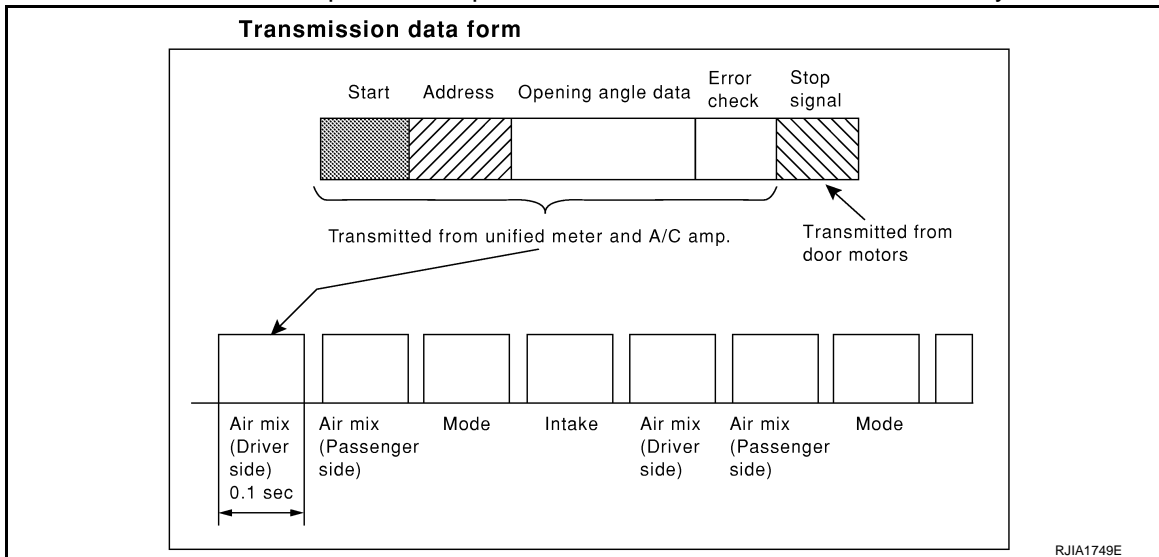 Transmission data form
Start
Address
Opening angle data
Error
check
Stop
signal
Transmitted from unified meter and A/C amp.
Transmitted from
door motors
Air mix
(Driver
side)
0.1 sec
Air mix
(Passenger
side)
Mode
Intake
Air mix
(Driver
side)
Air mix
(Passenger
side)
Mode
RJIA1749E